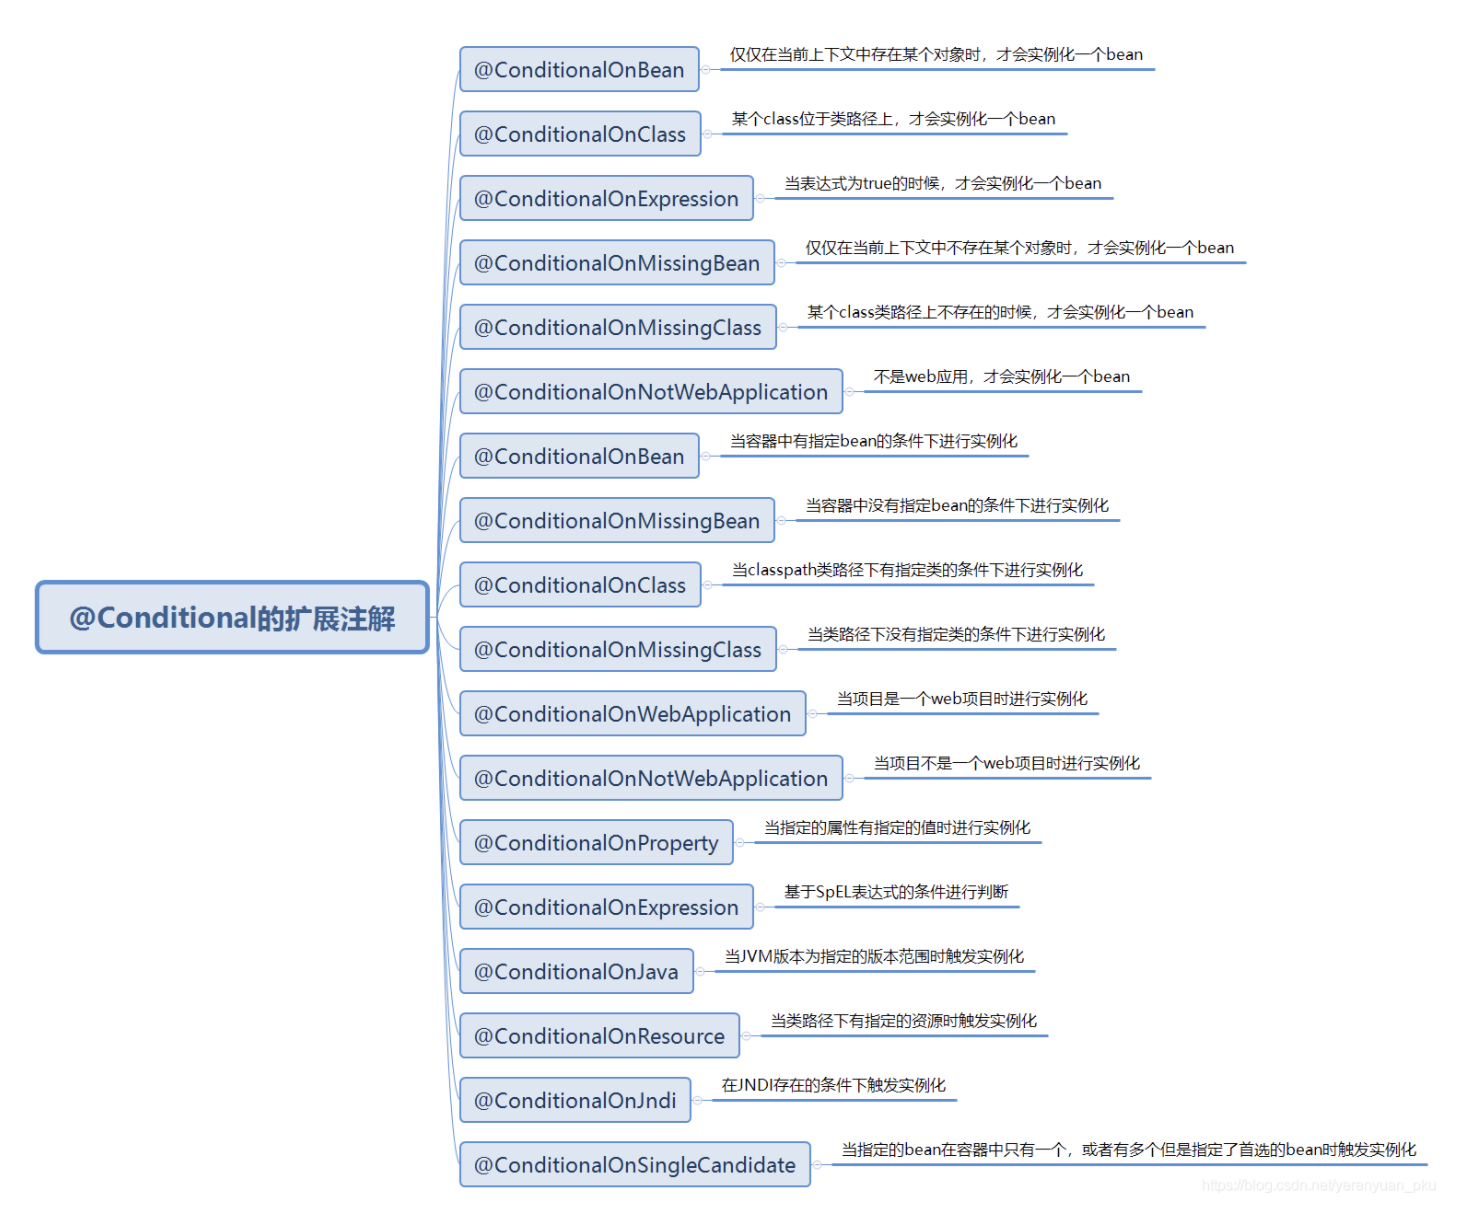 @ConditionalOnBean 仅仅在当前上下文中存在某个对象时，才会实例化一个bean
@ConditionalOnClass 某个class位于类路径上，才会实例化一个bean
@ConditionalOnExpression 当表达式为true的时候，才会实例化一个bean
@ConditionalOnMissingBean 仅仅在当前上下文中不存在某个对象时，才会实例化一个bean
@ConditionalOnMissingClass 某个class类路径上不存在的时候，才会实例化一个bean
@ConditionalOnNotWebApplication 不是web应用，才会实例化一个bean
@ConditionalOnBean 当容器中有指定bean的条件下进行实例化
@ConditionalOnMissingBean 当容器中没有指定bean的条件下进行实例化
@ConditionalOnClass 当classpath类路径下有指定类的条件下进行实例化
@Conditional的扩展注解
@ConditionalOnMissingClass 当类路径下没有指定类的条件下进行实例化
@ConditionalOnWebApplication 当项目是一个web项目时进行实例化
@ConditionalOnNotWebApplication 当项目不是一个web项目时进行实例化
@ConditionalOnProperty 当指定的属性有指定的值时进行实例化
@ConditionalOnExpression 基于SpEL表达式的条件进行判断
@ConditionalOnJava 当JVM版本为指定的版本范围时触发实例化
@ConditionalOnResource 当类路径下有指定的资源时触发实例化
@ConditionalOnJndi 在JNDI存在的条件下触发实例化
@ConditionalOnSingleCandidate 当指定的bean在容器中只有一个，或者有多个但是指定了首选的bean时触发实例化
https://blog.csdn.net/yerenyuan_pku